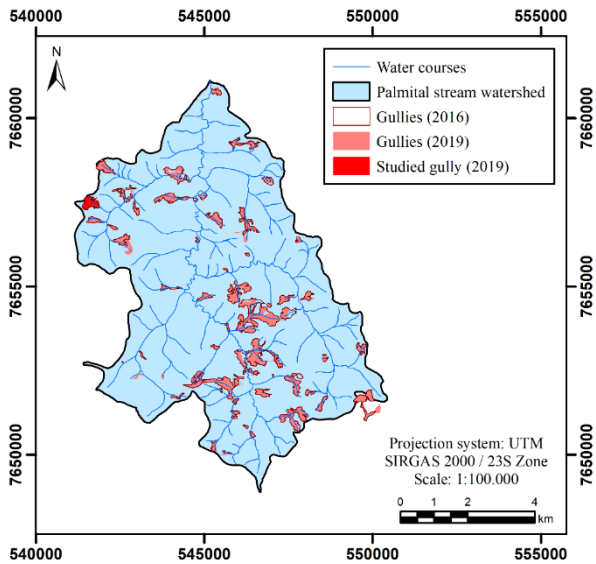 540000 545000 550000 555000
N
Water courses
Palmital stream watershed
Gullies (2016)
Gullies (2019)
Studied gully (2019)
7660000 7660000
7655000 7655000
7650000 7650000
Projection system: UTM
SIRGAS 2000 / 23S Zone
Scale: 1:100.000
0 2 4
km
540000 545000 550000 555000